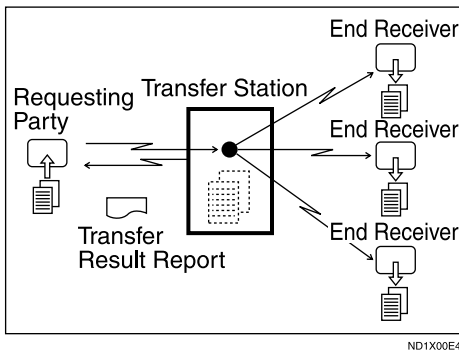 End Receiver
Transfer Station
Requesting
Party
End Receiver
Transfer
Result Report
End Receiver
ND1X00E4